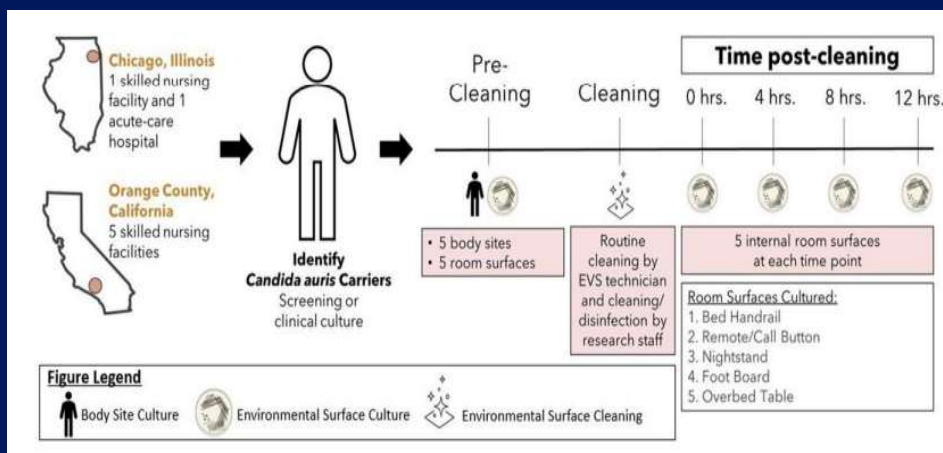 Chicago, Illinois
1 skilled nursing
facility and 1
acute-care
hospital
Orange County,
California
5 skilled nursing
facilities
Identify
Candida auris Carriers
Screening or
clinical culture
Pre-
Cleaning
Cleaning
Time post-cleaning
0 hrs.
4 hrs.
8 hrs.
12 hrs.
• 5 body sites
• 5 room surfaces
Routine
cleaning by
EVS technician
and cleaning/
disinfection by
research staff
5 internal room surfaces
at each time point
Room Surfaces Cultured:
1. Bed Handrail
2. Remote/Call Button
3. Nightstand
4. Foot Board
5. Overbed Table
Figure Legend
Body Site Culture
Environmental Surface Culture
Environmental Surface Cleaning